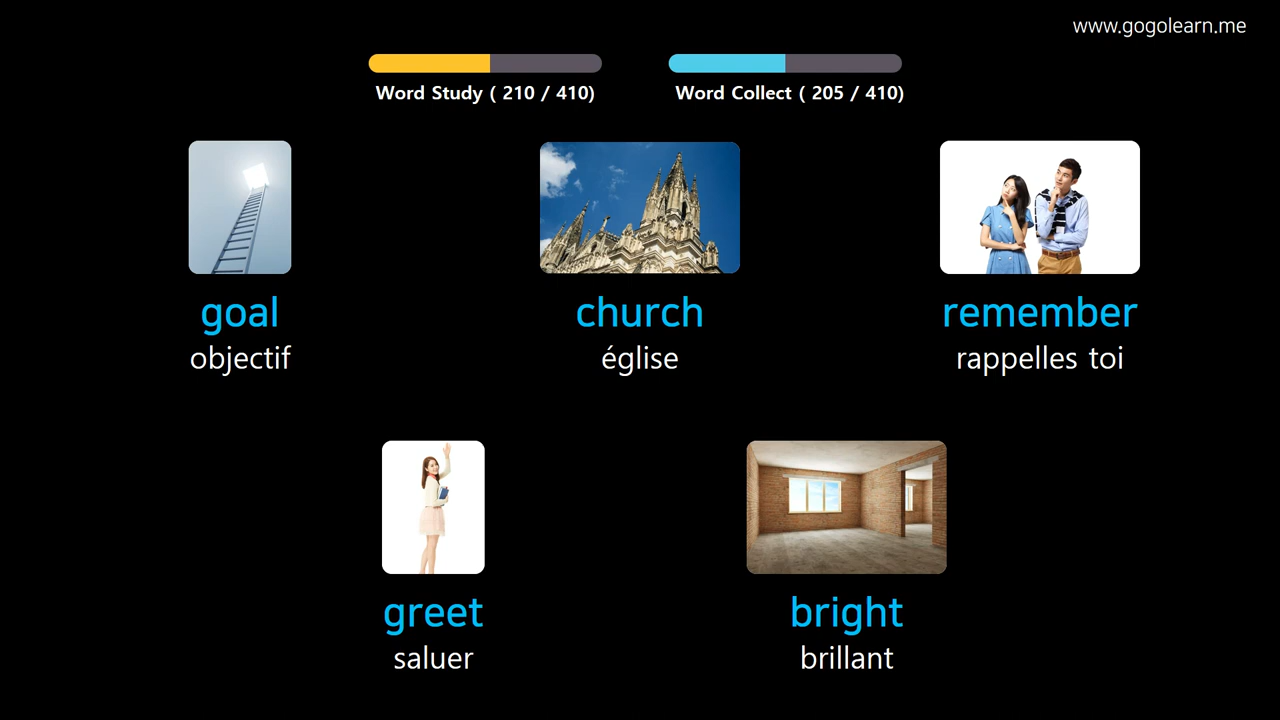 www.gogolearn.me
Word Study ( 210 / 410)
Word Collect ( 205 / 410)
goal
objectif
church
église
remember
rappelles toi
greet
saluer
bright
brillant